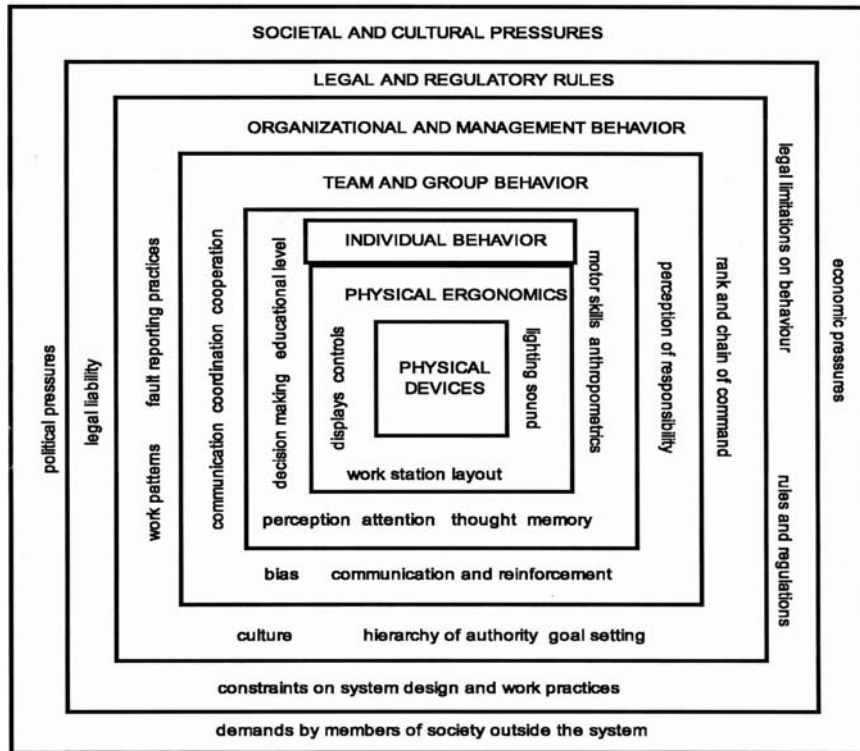 SOCIETAL AND CULTURAL PRESSURES
LEGAL AND REGULATORY RULES
ORGANIZATIONAL AND MANAGEMENT BEHAVIOR
TEAM AND GROUP BEHAVIOR
INDIVIDUAL BEHAVIOR
PHYSICAL ERGONOMICS
PHYSICAL
DEVICES
displays controls
lighting sound
work station layout
decision making educational level
motor skills anthropometrics
perception attention thought memory
communication coordination cooperation
perception of responsibility
bias communication and reinforcement
work patterns fault reporting practices
rank and chain of command
culture hierarchy of authority goal setting
legal liability
legal limitations on behaviour
rules and regulations
constraints on system design and work practices
political pressures
economic pressures
demands by members of society outside the system